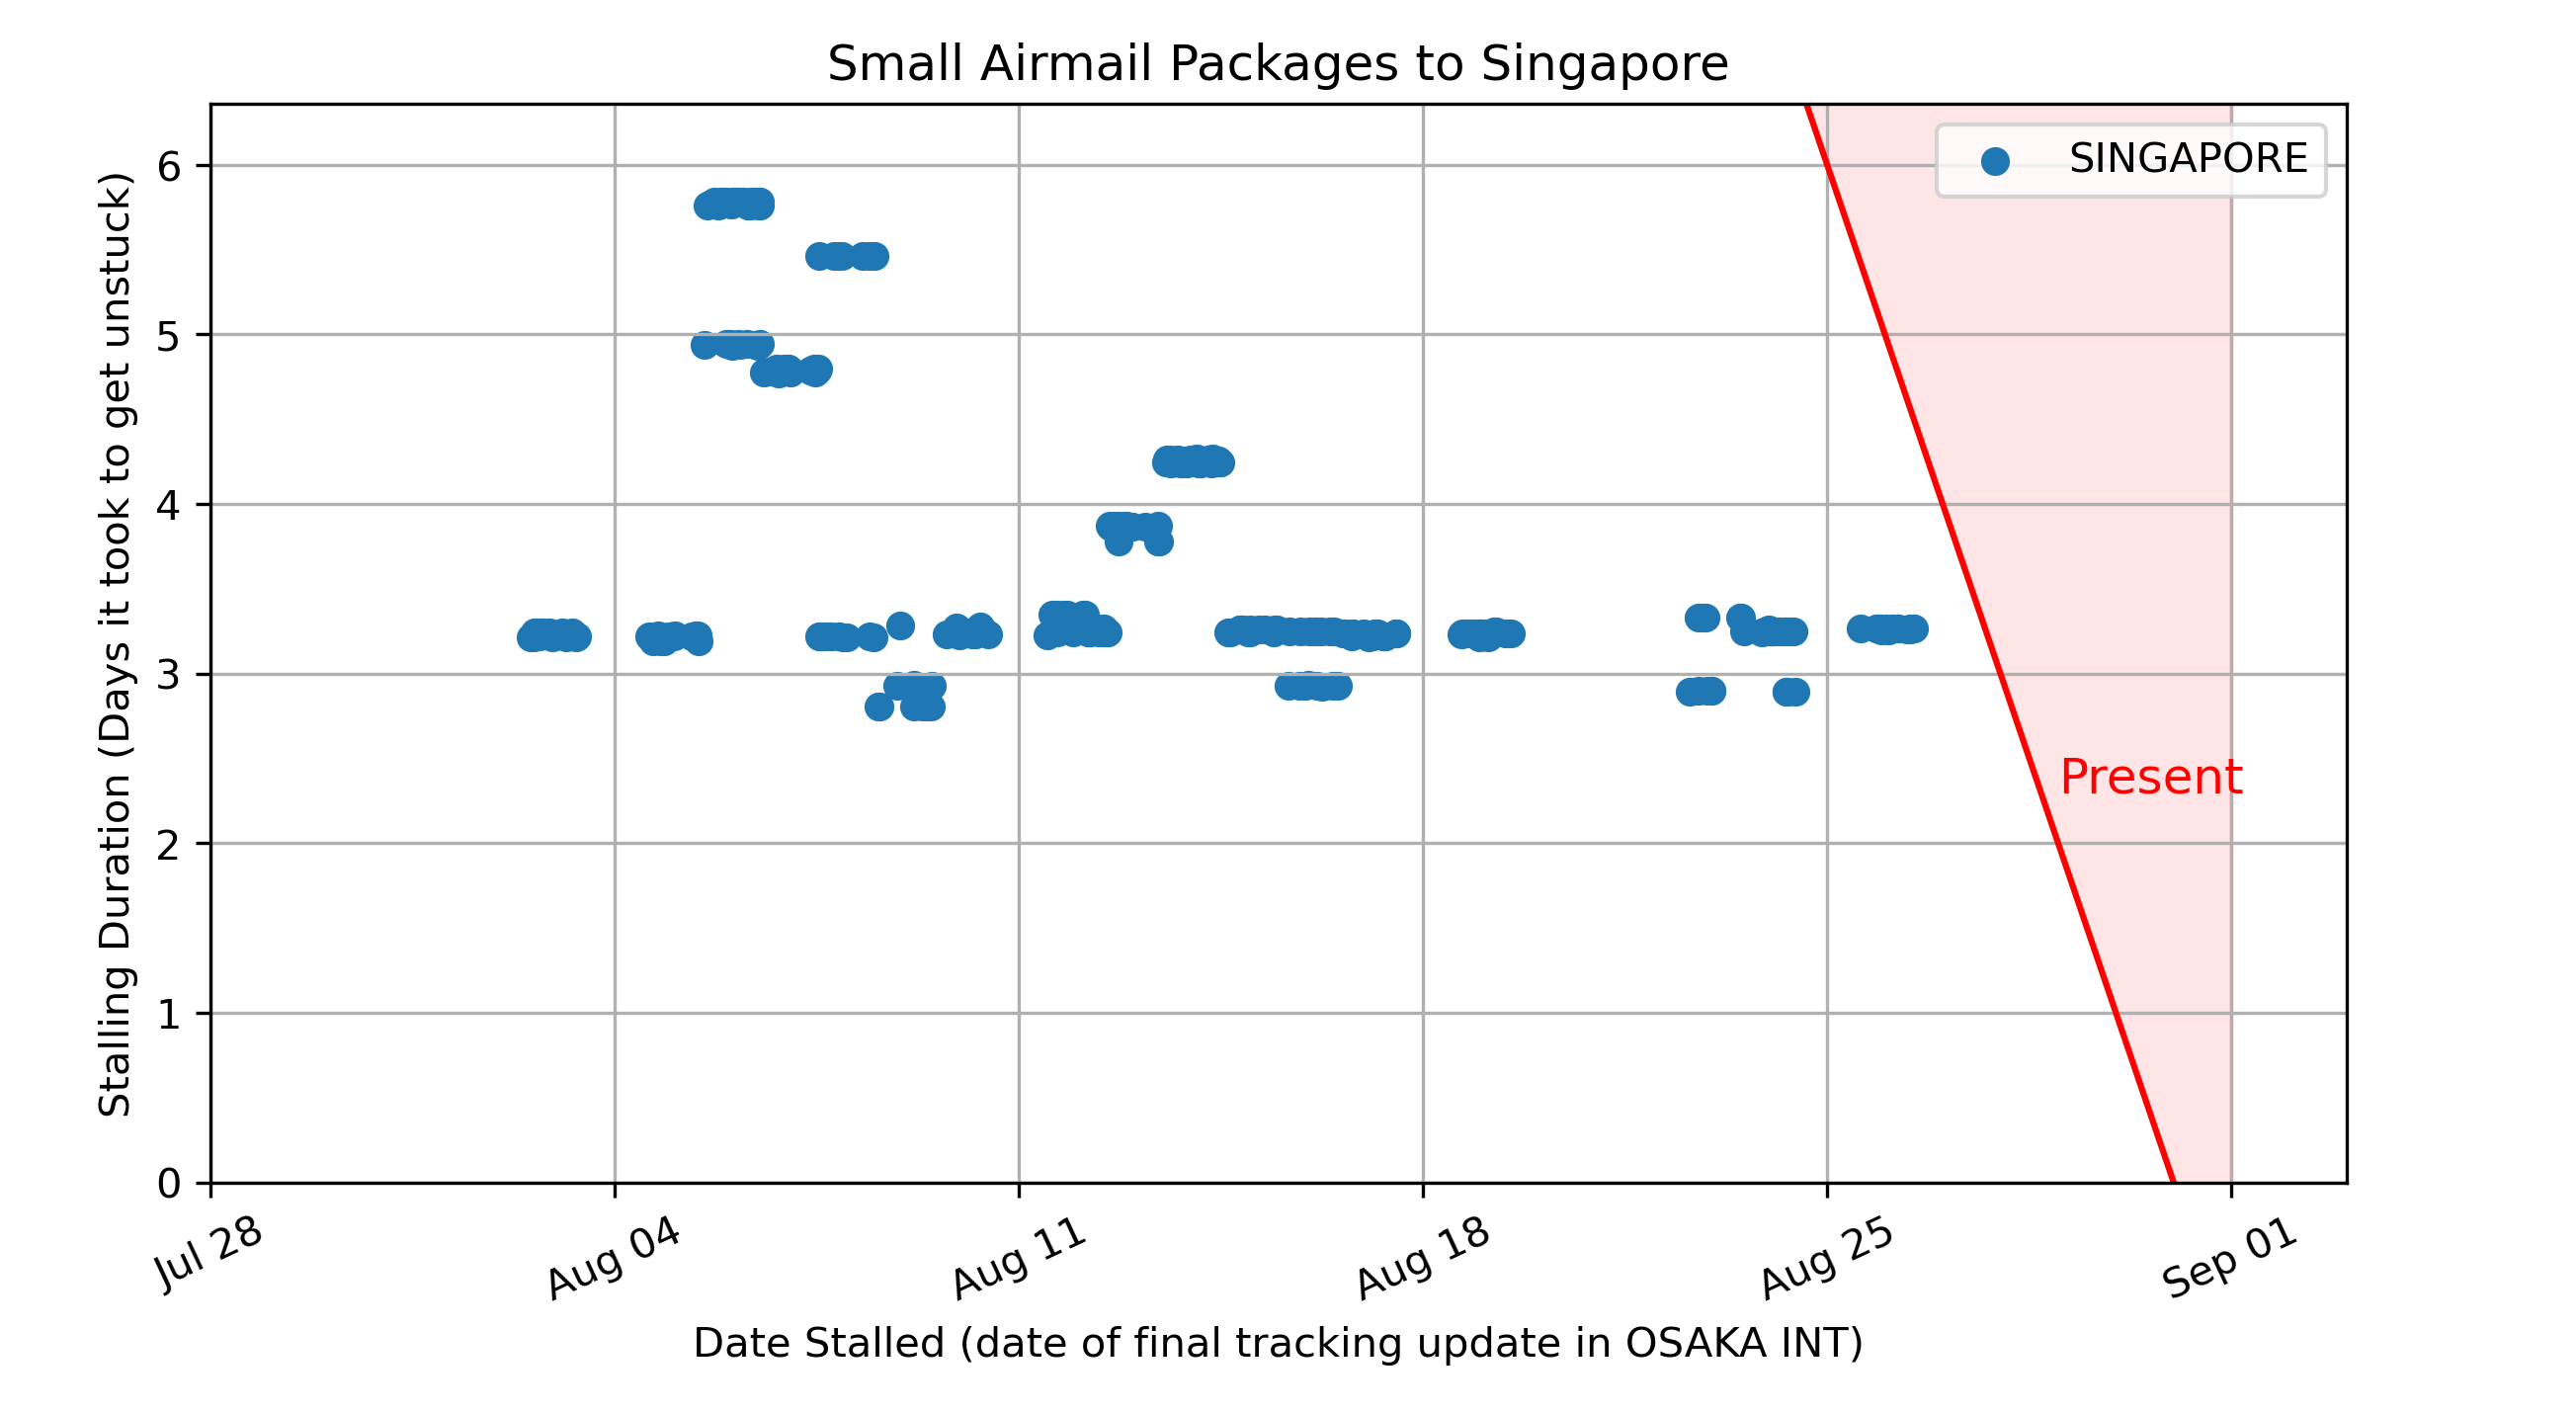 Small Airmail Packages to Singapore
Stalling Duration (Days it took to get unstuck)
6
5
4
3
2
1
0
SINGAPORE
Present
Jul 28
Aug 04
Aug 11
Aug 18
Aug 25
Sep 01
Date Stalled (date of final tracking update in OSAKA INT)